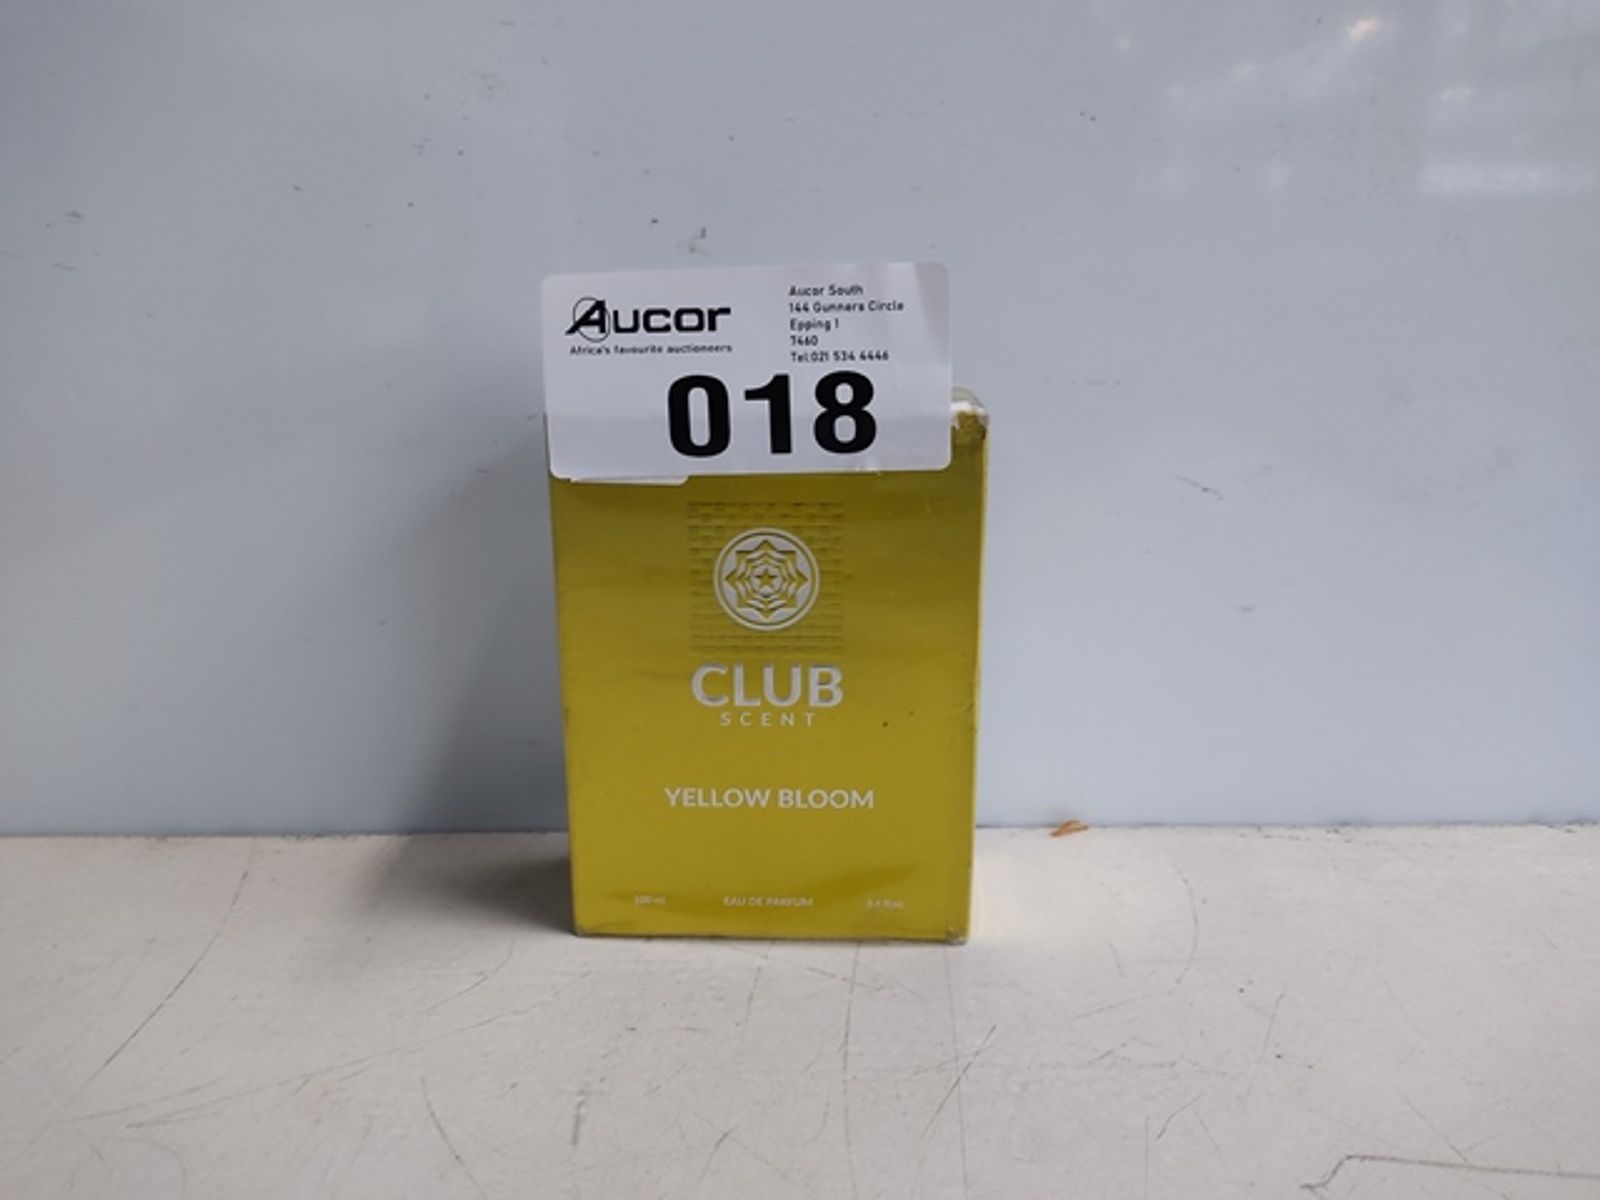 Aucor
Africa's favourite auctioneers
Aucor South
144 Gunners Circle
Epping 1
7460
Tel:021 534 4446
018
CLUB
SCENT
YELLOW BLOOM
100 ml EAU DE PARFUM 3.4 fl.oz.